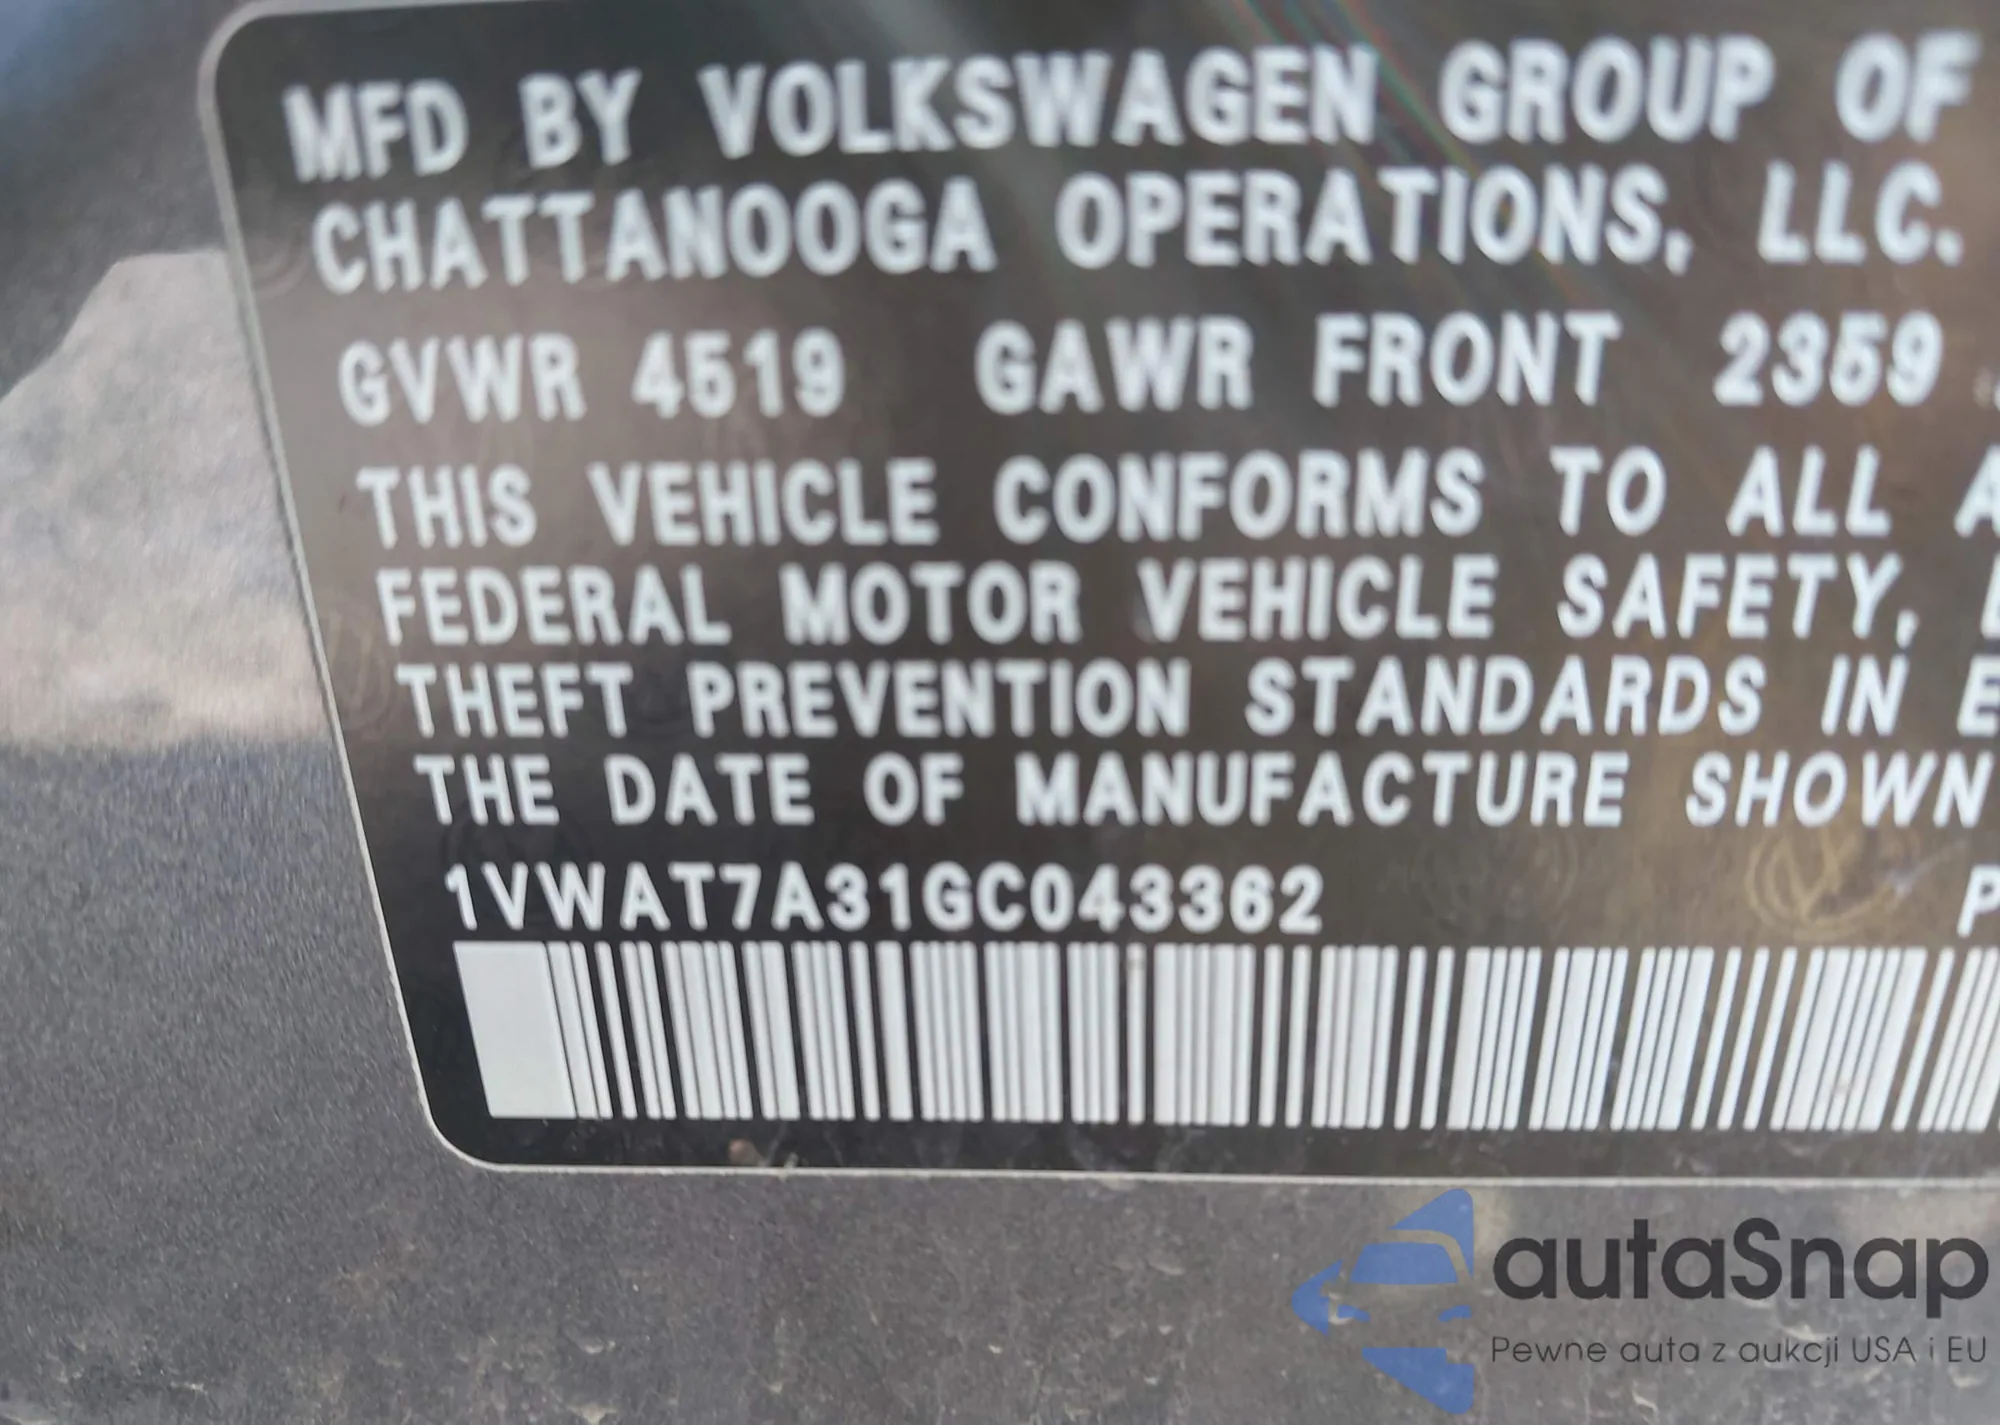 MFD BY VOLKSWAGEN GROUP OF
CHATTANOOGA OPERATIONS, LLC.
GVWR 4519 GAWR FRONT 2359
THIS VEHICLE CONFORMS TO ALL A
FEDERAL MOTOR VEHICLE SAFETY,
THEFT PREVENTION STANDARDS IN E
THE DATE OF MANUFACTURE SHOWN
1VWAT7A31GC043362 P
autaSnap
Pewne auta z aukcji USA i EU